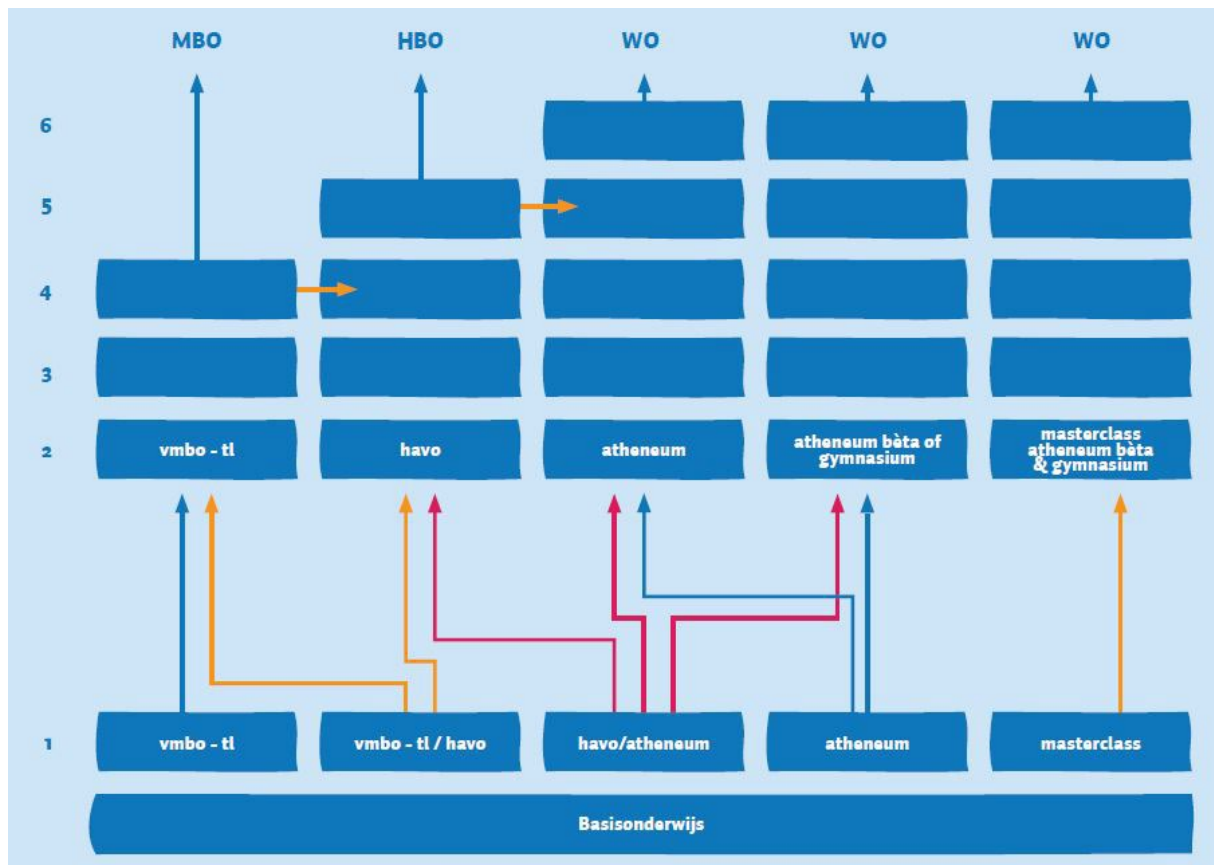 MBO HBO WO WO WO
6
5
4
3
2 vmbo - tl havo atheneum atheneum bèta of gymnasium masterclass atheneum bèta & gymnasium
1 vmbo - tl vmbo - tl / havo havo/atheneum atheneum masterclass
Basisonderwijs